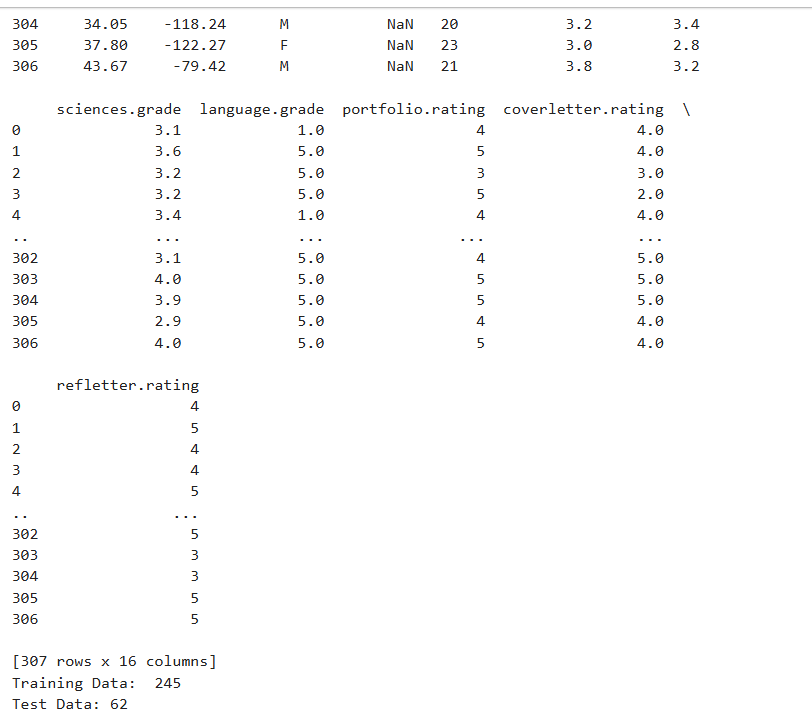 304 34.05 -118.24 M NaN 20 3.2 3.4
305 37.80 -122.27 F NaN 23 3.0 2.8
306 43.67 -79.42 M NaN 21 3.8 3.2
sciences.grade language.grade portfolio.rating coverletter.rating \
0 3.1 1.0 4 4.0
1 3.6 5.0 5 4.0
2 3.2 5.0 3 3.0
3 3.2 5.0 5 2.0
4 3.4 1.0 4 4.0
.. ... ... ... ...
302 3.1 5.0 4 5.0
303 4.0 5.0 5 5.0
304 3.9 5.0 5 5.0
305 2.9 5.0 4 4.0
306 4.0 5.0 5 4.0
refletter.rating
0 4
1 5
2 4
3 4
4 5
.. ...
302 5
303 3
304 3
305 5
306 5
[307 rows x 16 columns]
Training Data:  245
Test Data: 62